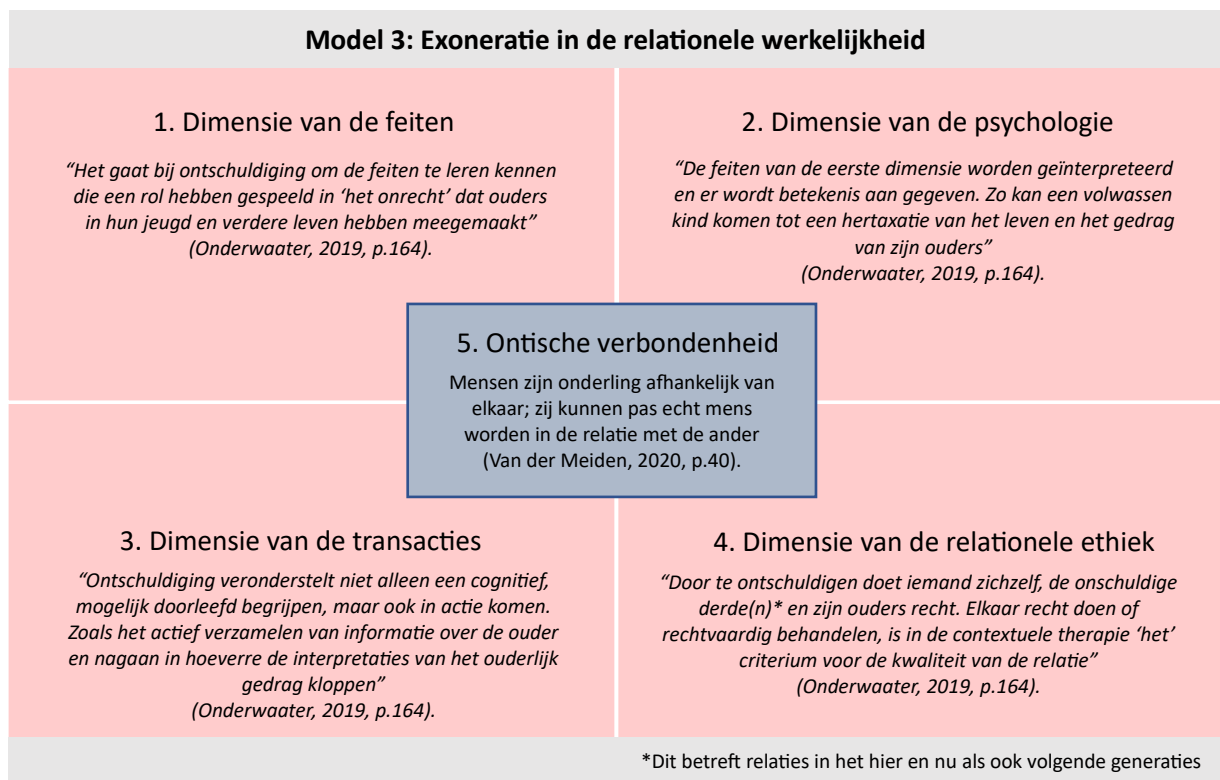 Model 3: Exoneratie in de relationele werkelijkheid
1. Dimensie van de feiten
“Het gaat bij ontschuldiging om de feiten te leren kennen
die een rol hebben gespeeld in ‘het onrecht’ dat ouders
in hun jeugd en verdere leven hebben meegemaakt”
(Onderwaater, 2019, p.164).
2. Dimensie van de psychologie
“De feiten van de eerste dimensie worden geïnterpreteerd
en er wordt betekenis aan gegeven. Zo kan een volwassen
kind komen tot een hertaxatie van het leven en het gedrag
van zijn ouders”
(Onderwaater, 2019, p.164).
5. Ontische verbondenheid
Mensen zijn onderling afhankelijk van
elkaar; zij kunnen pas echt mens
worden in de relatie met de ander
(Van der Meiden, 2020, p.40).
3. Dimensie van de transacties
“Ontschuldiging veronderstelt niet alleen een cognitief,
mogelijk doorleefd begrijpen, maar ook in actie komen.
Zoals het actief verzamelen van informatie over de ouder
en nagaan in hoeverre de interpretaties van het ouderlijk
gedrag kloppen”
(Onderwaater, 2019, p.164).
4. Dimensie van de relationele ethiek
“Door te ontschuldigen doet iemand zichzelf, de onschuldige
derde(n)* en zijn ouders recht. Elkaar recht doen of
rechtvaardig behandelen, is in de contextuele therapie ‘het’
criterium voor de kwaliteit van de relatie”
(Onderwaater, 2019, p.164).
*Dit betreft relaties in het hier en nu als ook volgende generaties